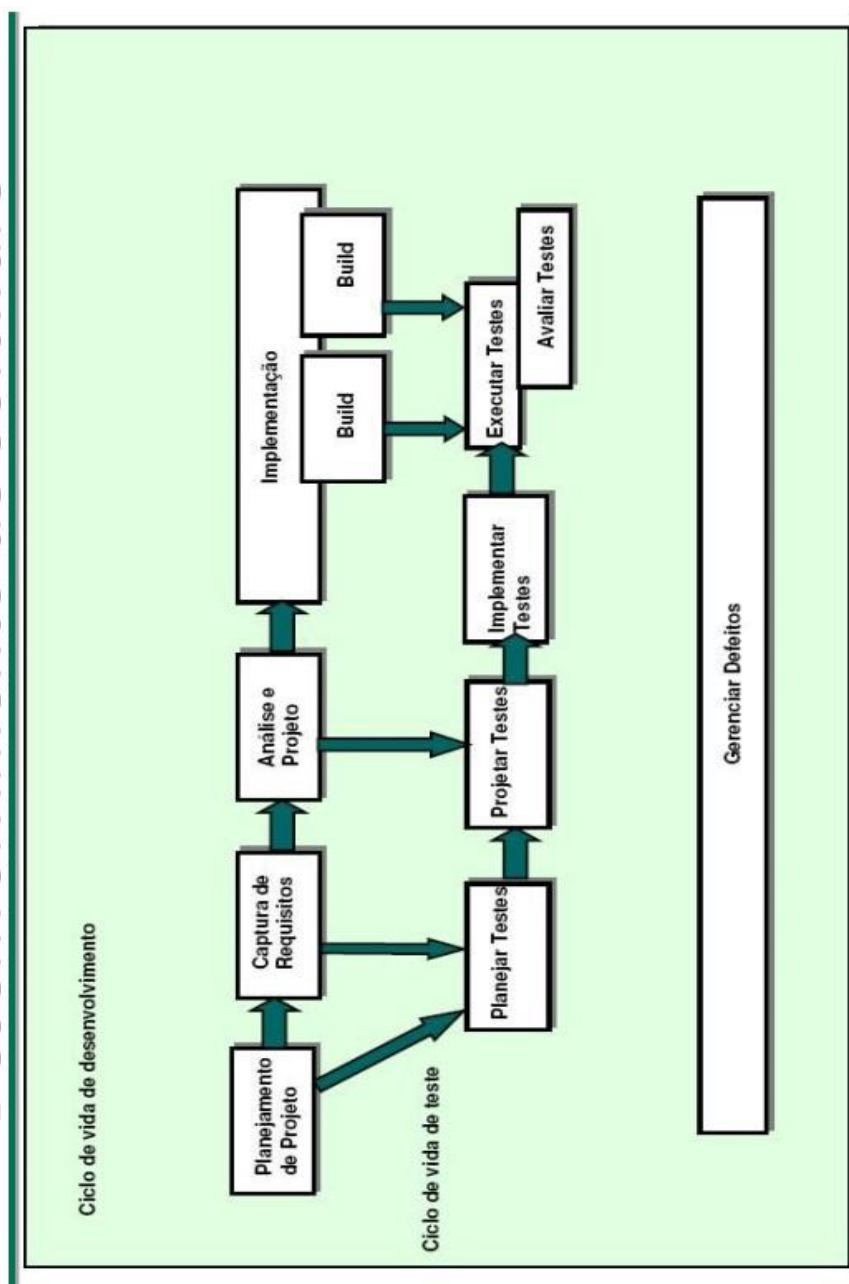 Ciclo de vida de desenvolvimento
Planejamento
de Projeto
Captura de
Requisitos
Análise e
Projeto
Implementação
Build
Build
Ciclo de vida de teste
Planejar Testes
Projetar Testes
Implementar
Testes
Executar Testes
Avaliar Testes
Gerenciar Defeitos